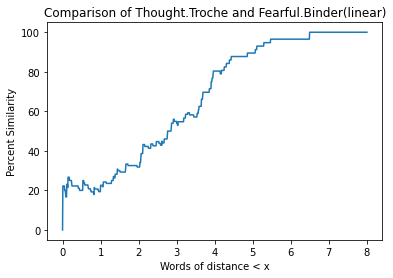 Comparison of Thought.Troche and Fearful.Binder(linear)
100
80
60
40
20
0
Percent Similarity
0 1 2 3 4 5 6 7 8
Words of distance < x